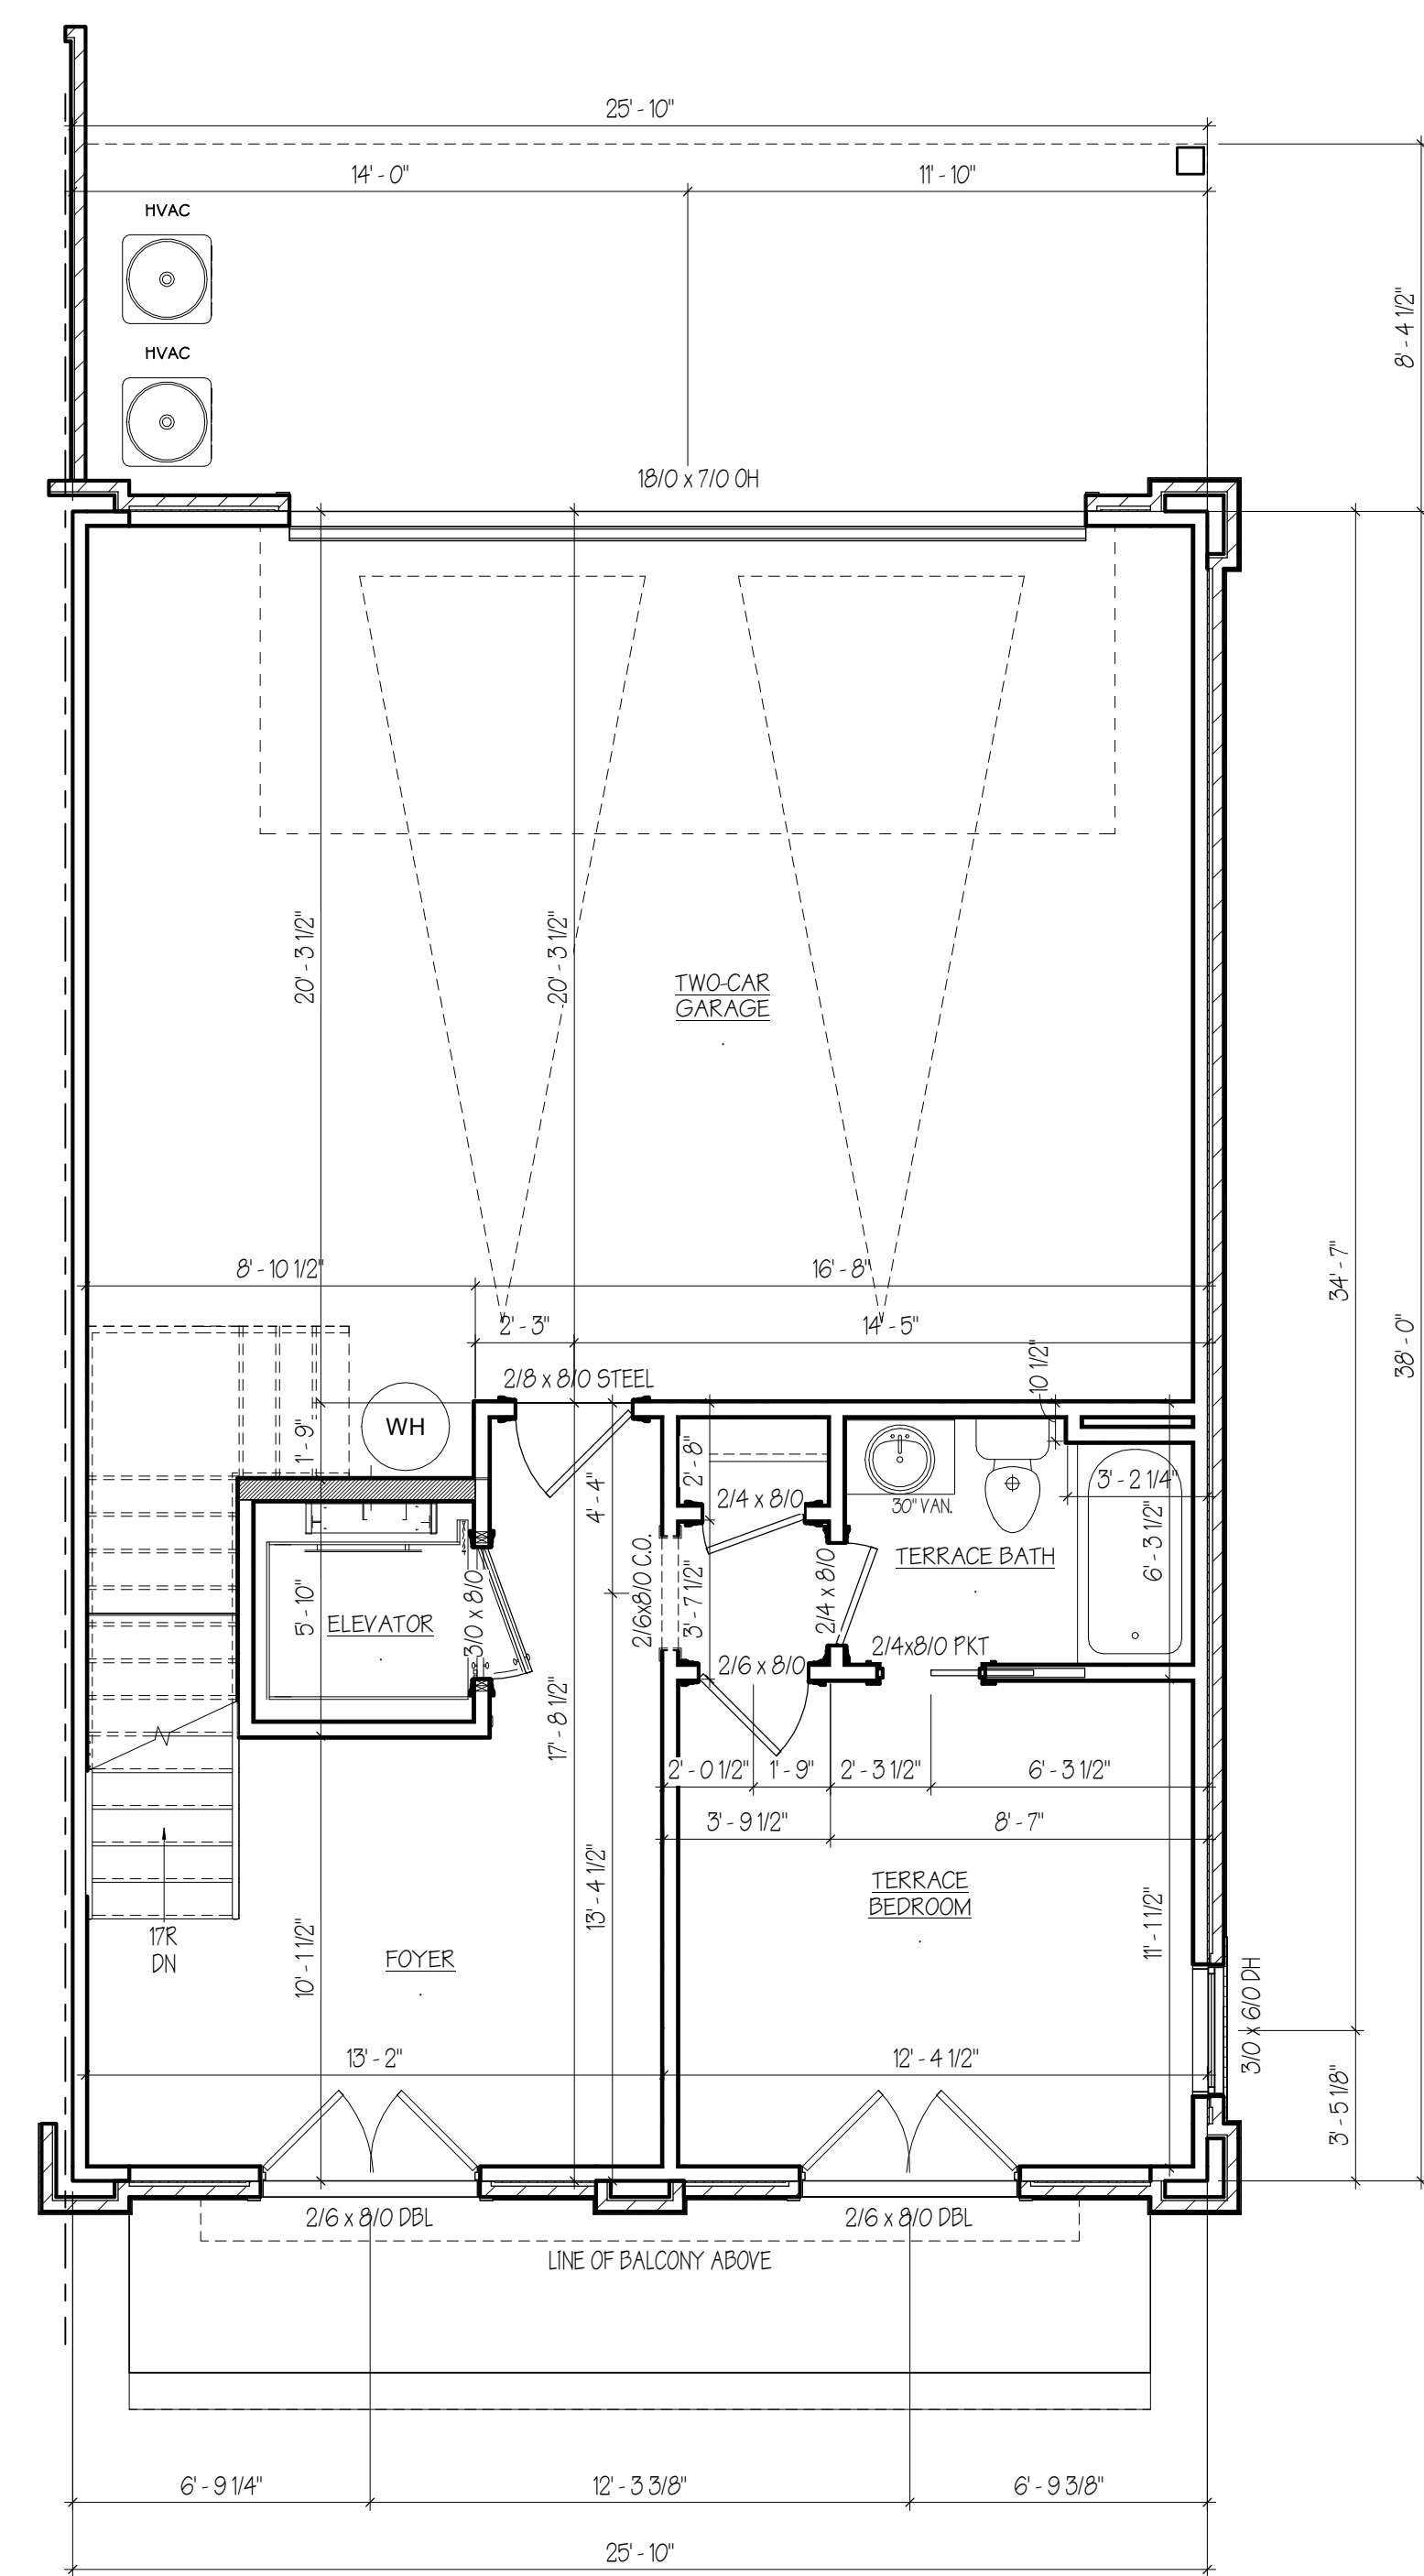 25' - 10"
14' - 0"
11' - 10"
HVAC
8' - 4 1/2"
HVAC
18/0 x 7/0 OH
20' - 3 1/2"
20' - 3 1/2"
TWO-CAR
GARAGE
34' - 7"
38' - 0"
8' - 10 1/2"
16' - 8"
2' - 3"
14' - 5"
2/8 x 8/0 STEEL
10 1/2"
WH
1' - 9"
4' - 4"
2' - 8"
2/4 x 8/0
30" VAN.
3' - 2 1/4"
6' - 3 1/2"
TERRACE BATH
2/6x8/0 C.O.
3' - 7 1/2"
2/4 x 8/0
5' - 10"
ELEVATOR
3/0 x 8/0
2/4x8/0 PKT
2/6 x 8/0
17' - 8 1/2"
2' - 0 1/2"
1' - 9"
2' - 3 1/2"
6' - 3 1/2"
3' - 9 1/2"
8' - 7"
13' - 4 1/2"
TERRACE
BEDROOM
11' - 1 1/2"
17R
DN
10' - 1 1/2"
FOYER
3/0 x 6/0 DH
13' - 2"
12' - 4 1/2"
3' - 5 1/8"
2/6 x 8/0 DBL
2/6 x 8/0 DBL
LINE OF BALCONY ABOVE
6' - 9 1/4"
12' - 3 3/8"
6' - 9 3/8"
25' - 10"